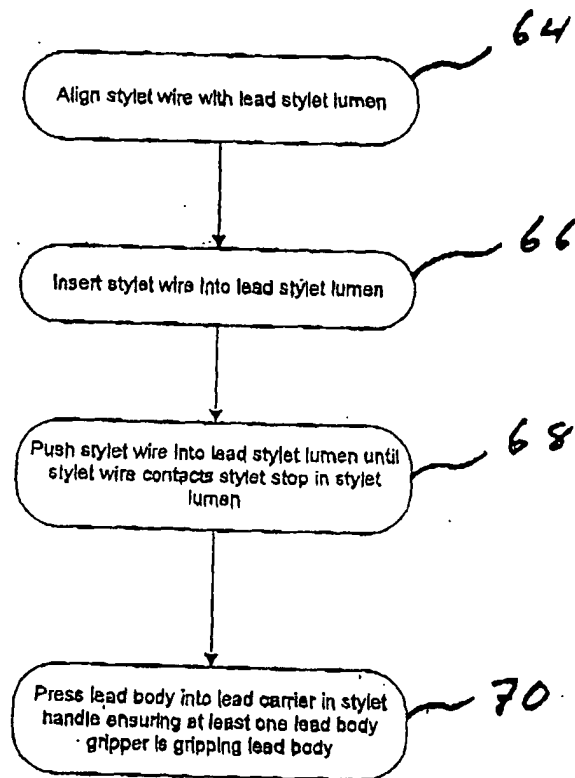 64
Align stylet wire with lead stylet lumen
66
Insert stylet wire into lead stylet lumen
68
Push stylet wire into lead stylet lumen until
stylet wire contacts stylet stop in stylet
lumen
70
Press lead body into lead carrier in stylet
handle ensuring at least one lead body
gripper is gripping lead body